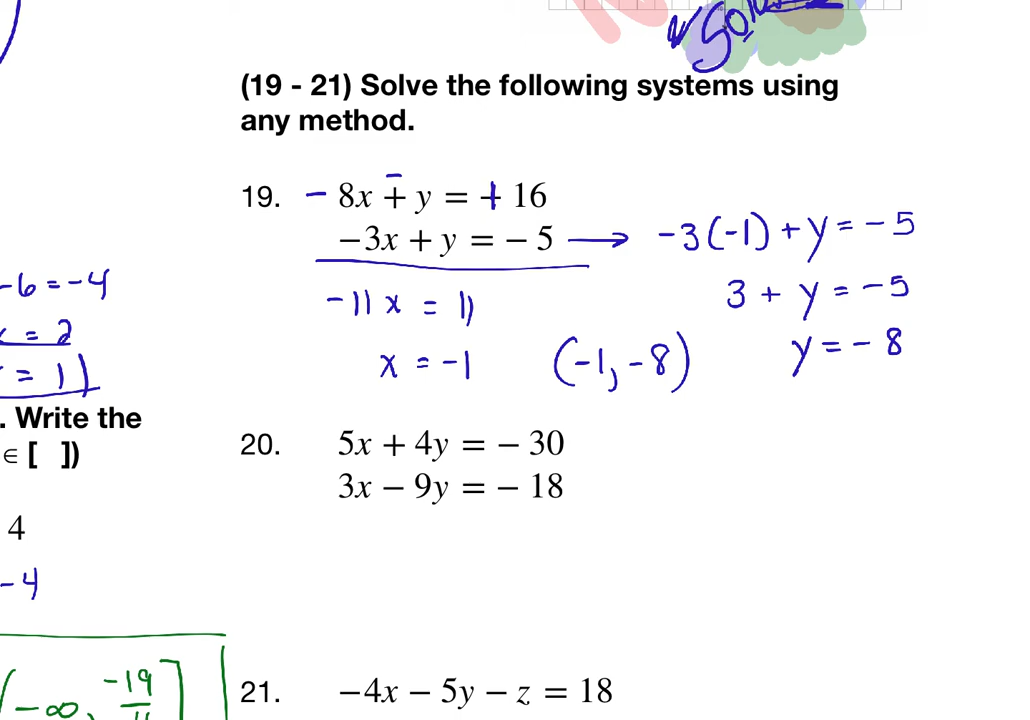 Solu
(19 - 21) Solve the following systems using
any method.
19. - 8x + y = + 16
-3x + y = - 5 → -3(-1) + y = -5
-11x = 11
3 + y = -5
x = -1
(-1, -8)
y = -8
-6 = -4
= 2
= 1)
. Write the
∈ [ ])
4
-4
(-∞, -19/11]
20. 5x + 4y = - 30
3x - 9y = - 18
21. -4x - 5y - z = 18